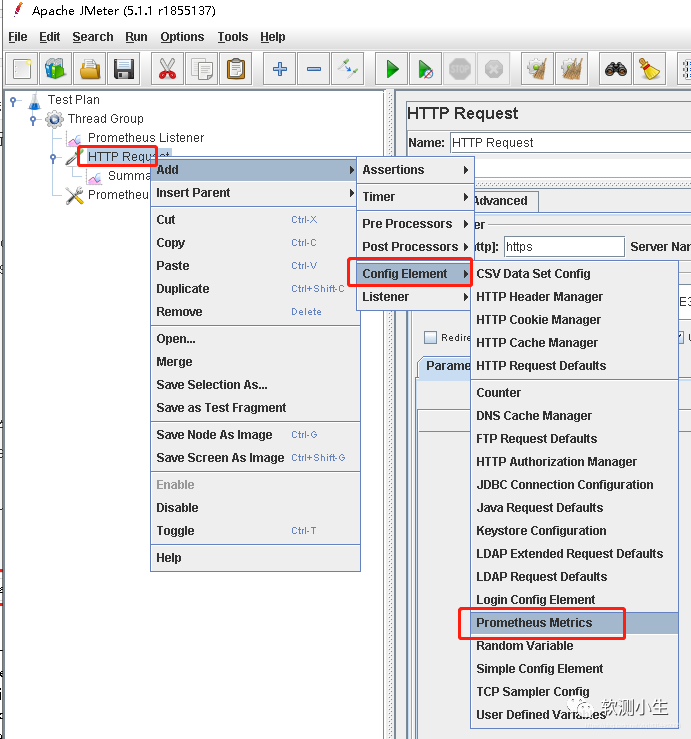 Apache JMeter (5.1.1 r1855137)
File Edit Search Run Options Tools Help
Test Plan
Thread Group
Prometheus Listener
HTTP Request
Summa
Prometheu
HTTP Request
Name: HTTP Request
Advanced
er
http]: https Server Nam
Redire
Parame
Add
Insert Parent
Cut Ctrl-X
Copy Ctrl-C
Paste Ctrl-V
Duplicate Ctrl+Shift-C
Remove Delete
Open...
Merge
Save Selection As...
Save as Test Fragment
Save Node As Image Ctrl-G
Save Screen As Image Ctrl+Shift-G
Enable
Disable
Toggle Ctrl-T
Help
Assertions
Timer
Pre Processors
Post Processors
Config Element
Listener
CSV Data Set Config
HTTP Header Manager
HTTP Cookie Manager
HTTP Cache Manager
HTTP Request Defaults
Counter
DNS Cache Manager
FTP Request Defaults
HTTP Authorization Manager
JDBC Connection Configuration
Java Request Defaults
Keystore Configuration
LDAP Extended Request Defaults
LDAP Request Defaults
Login Config Element
Prometheus Metrics
Random Variable
Simple Config Element
TCP Sampler Config
User Defined Variables
软测小生